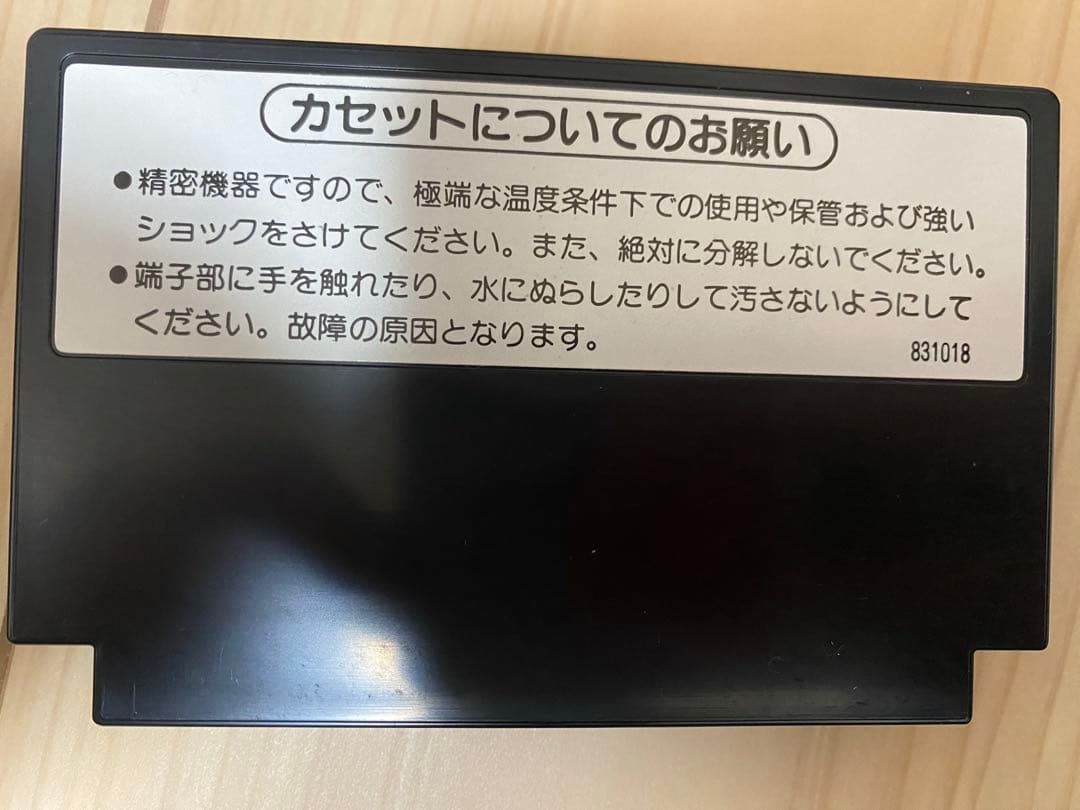 カセットについてのお願い
●精密機器ですので、極端な温度条件下での使用や保管および強い
ショックをさけてください。また、絶対に分解しないでください。
●端子部に手を触れたり、水にぬらしたりして汚さないようにして
ください。故障の原因となります。
831018